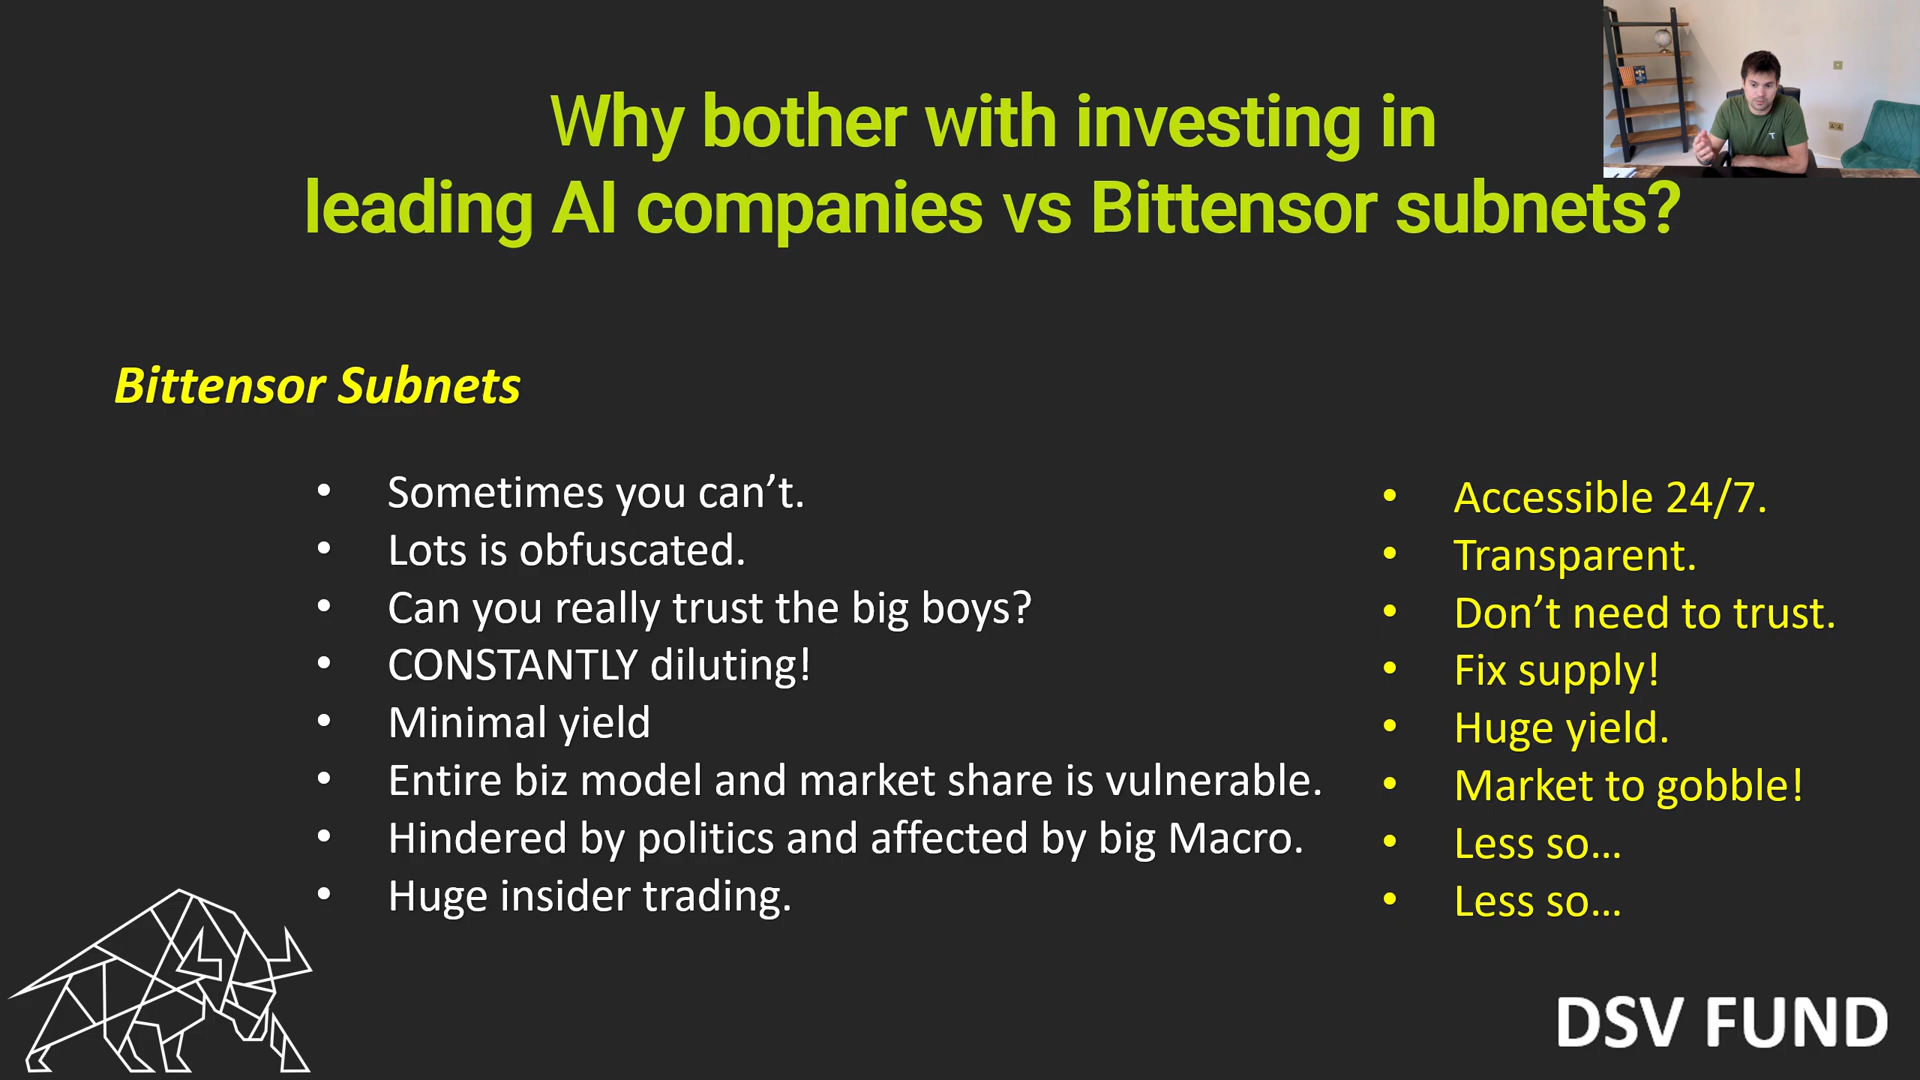 Why bother with investing in
leading AI companies vs Bittensor subnets?
Bittensor Subnets
• Sometimes you can’t.
• Lots is obfuscated.
• Can you really trust the big boys?
• CONSTANTLY diluting!
• Minimal yield
• Entire biz model and market share is vulnerable.
• Hindered by politics and affected by big Macro.
• Huge insider trading.
• Accessible 24/7.
• Transparent.
• Don’t need to trust.
• Fix supply!
• Huge yield.
• Market to gobble!
• Less so...
• Less so...
DSV FUND